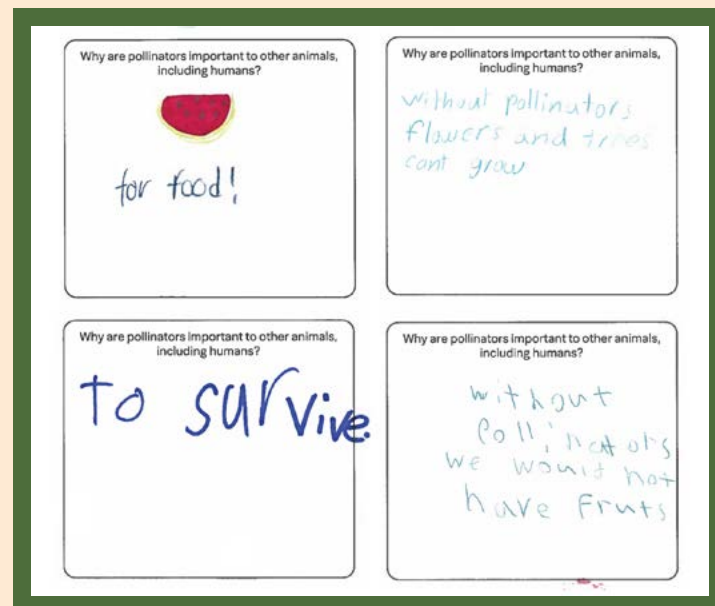 Why are pollinators important to other animals,
including humans?
for food!
Why are pollinators important to other animals,
including humans?
without pollinators
flowers and trees
cant grow
Why are pollinators important to other animals,
including humans?
to survive.
Why are pollinators important to other animals,
including humans?
without
Pollinators
we would not
have Fruts